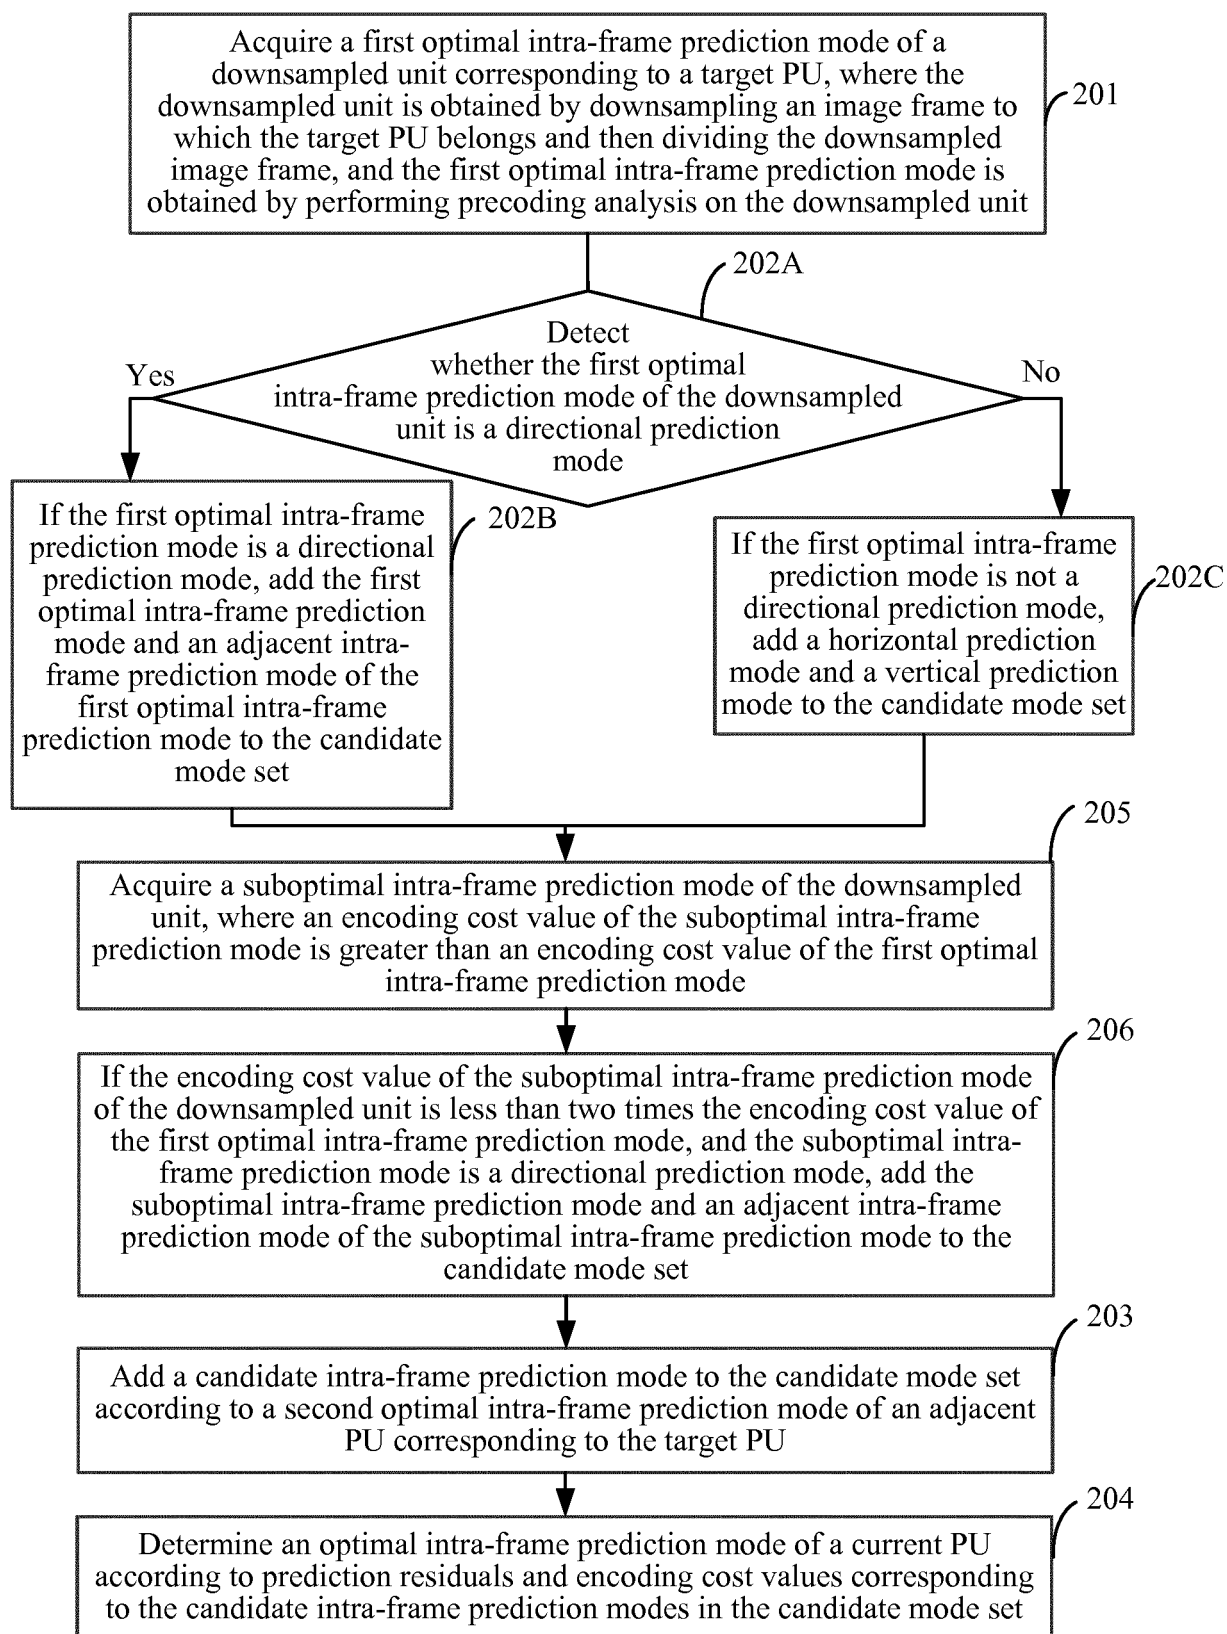 Acquire a first optimal intra-frame prediction mode of a
downsampled unit corresponding to a target PU, where the
downsampled unit is obtained by downsampling an image frame to
which the target PU belongs and then dividing the downsampled
image frame, and the first optimal intra-frame prediction mode is
obtained by performing precoding analysis on the downsampled unit
201
202A
Detect
whether the first optimal
intra-frame prediction mode of the downsampled
unit is a directional prediction
mode
Yes
No
If the first optimal intra-frame
prediction mode is a directional
prediction mode, add the first
optimal intra-frame prediction
mode and an adjacent intra-
frame prediction mode of the
first optimal intra-frame
prediction mode to the candidate
mode set
202B
If the first optimal intra-frame
prediction mode is not a
directional prediction mode,
add a horizontal prediction
mode and a vertical prediction
mode to the candidate mode set
202C
205
Acquire a suboptimal intra-frame prediction mode of the downsampled
unit, where an encoding cost value of the suboptimal intra-frame
prediction mode is greater than an encoding cost value of the first optimal
intra-frame prediction mode
206
If the encoding cost value of the suboptimal intra-frame prediction mode
of the downsampled unit is less than two times the encoding cost value of
the first optimal intra-frame prediction mode, and the suboptimal intra-
frame prediction mode is a directional prediction mode, add the
suboptimal intra-frame prediction mode and an adjacent intra-frame
prediction mode of the suboptimal intra-frame prediction mode to the
candidate mode set
203
Add a candidate intra-frame prediction mode to the candidate mode set
according to a second optimal intra-frame prediction mode of an adjacent
PU corresponding to the target PU
204
Determine an optimal intra-frame prediction mode of a current PU
according to prediction residuals and encoding cost values corresponding
to the candidate intra-frame prediction modes in the candidate mode set